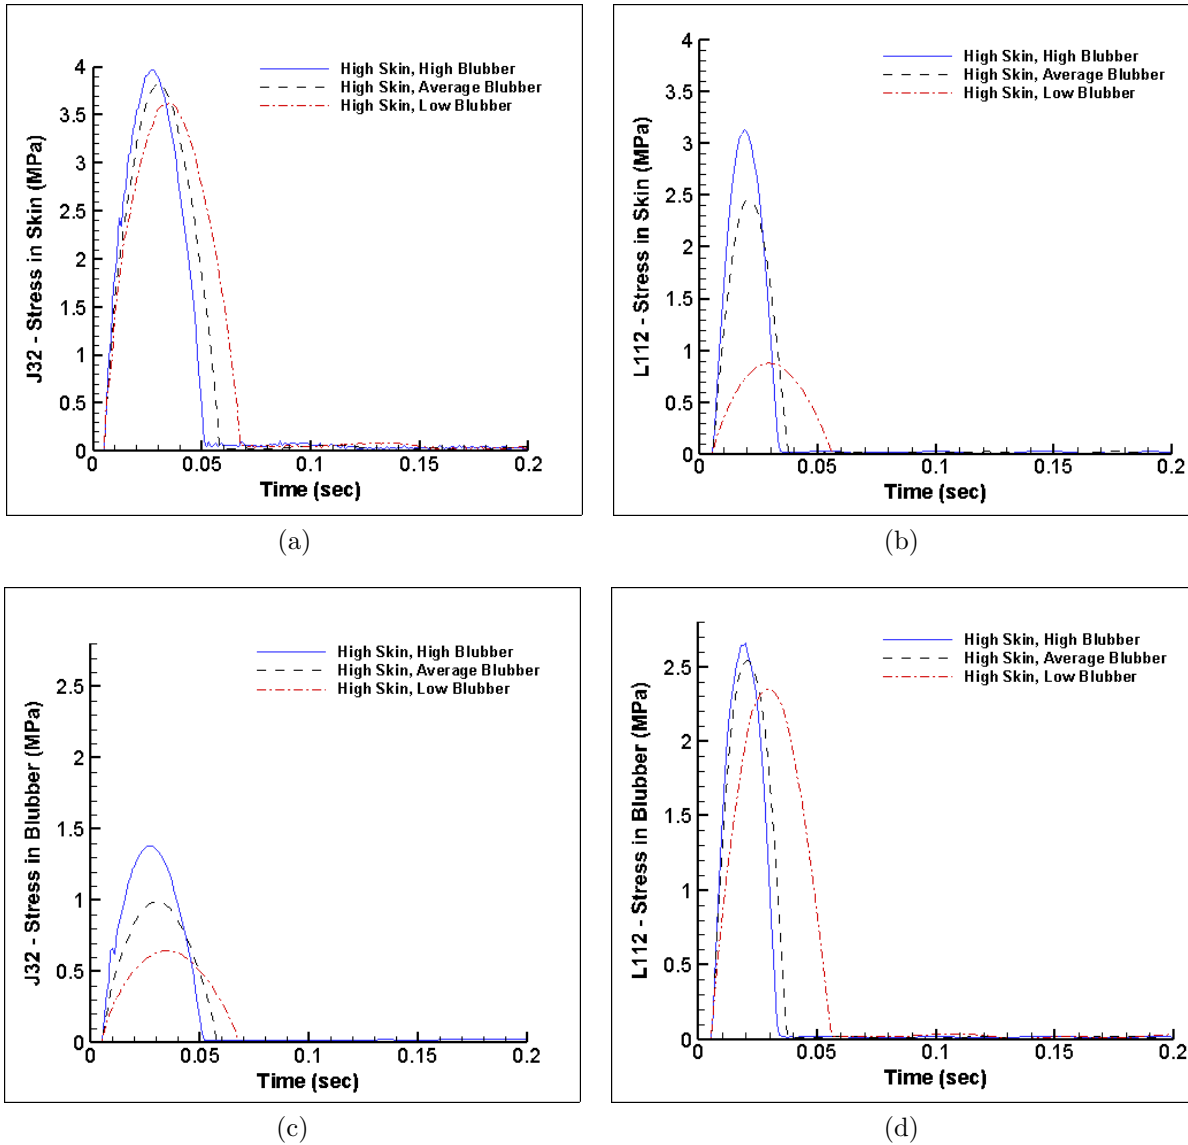 High Skin, High Blubber
High Skin, Average Blubber
High Skin, Low Blubber
J32 - Stress in Skin (MPa)
4
3.5
3
2.5
2
1.5
1
0.5
0
0 0.05 0.1 0.15 0.2
Time (sec)
(a)
High Skin, High Blubber
High Skin, Average Blubber
High Skin, Low Blubber
L112 - Stress in Skin (MPa)
4
3.5
3
2.5
2
1.5
1
0.5
0
0 0.05 0.1 0.15 0.2
Time (sec)
(b)
High Skin, High Blubber
High Skin, Average Blubber
High Skin, Low Blubber
J32 - Stress in Blubber (MPa)
2.5
2
1.5
1
0.5
0
0 0.05 0.1 0.15 0.2
Time (sec)
(c)
High Skin, High Blubber
High Skin, Average Blubber
High Skin, Low Blubber
L112 - Stress in Blubber (MPa)
2.5
2
1.5
1
0.5
0
0 0.05 0.1 0.15 0.2
Time (sec)
(d)